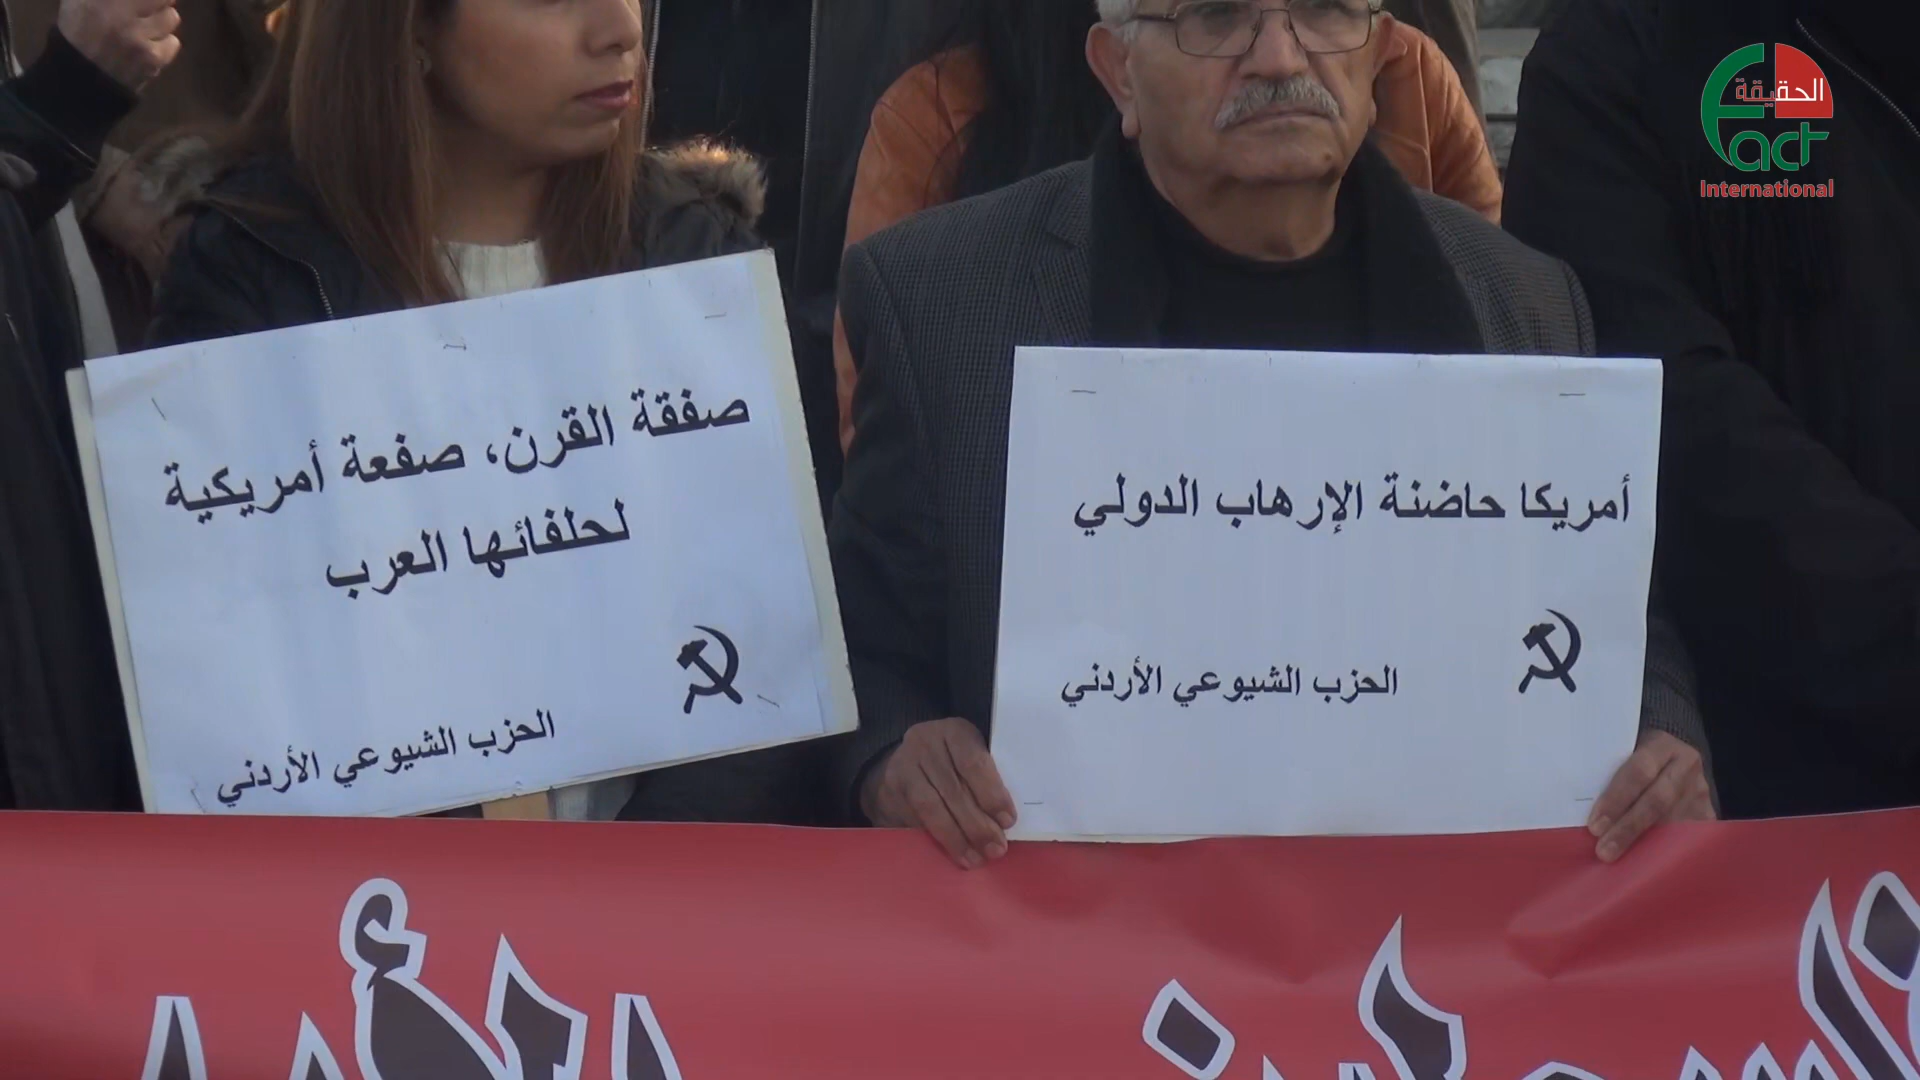 الحقيقة
Fact
International
صفقة القرن، صفعة أمريكية
لحلفائها العرب
الحزب الشيوعي الأردني
أمريكا حاضنة الإرهاب الدولي
الحزب الشيوعي الأردني